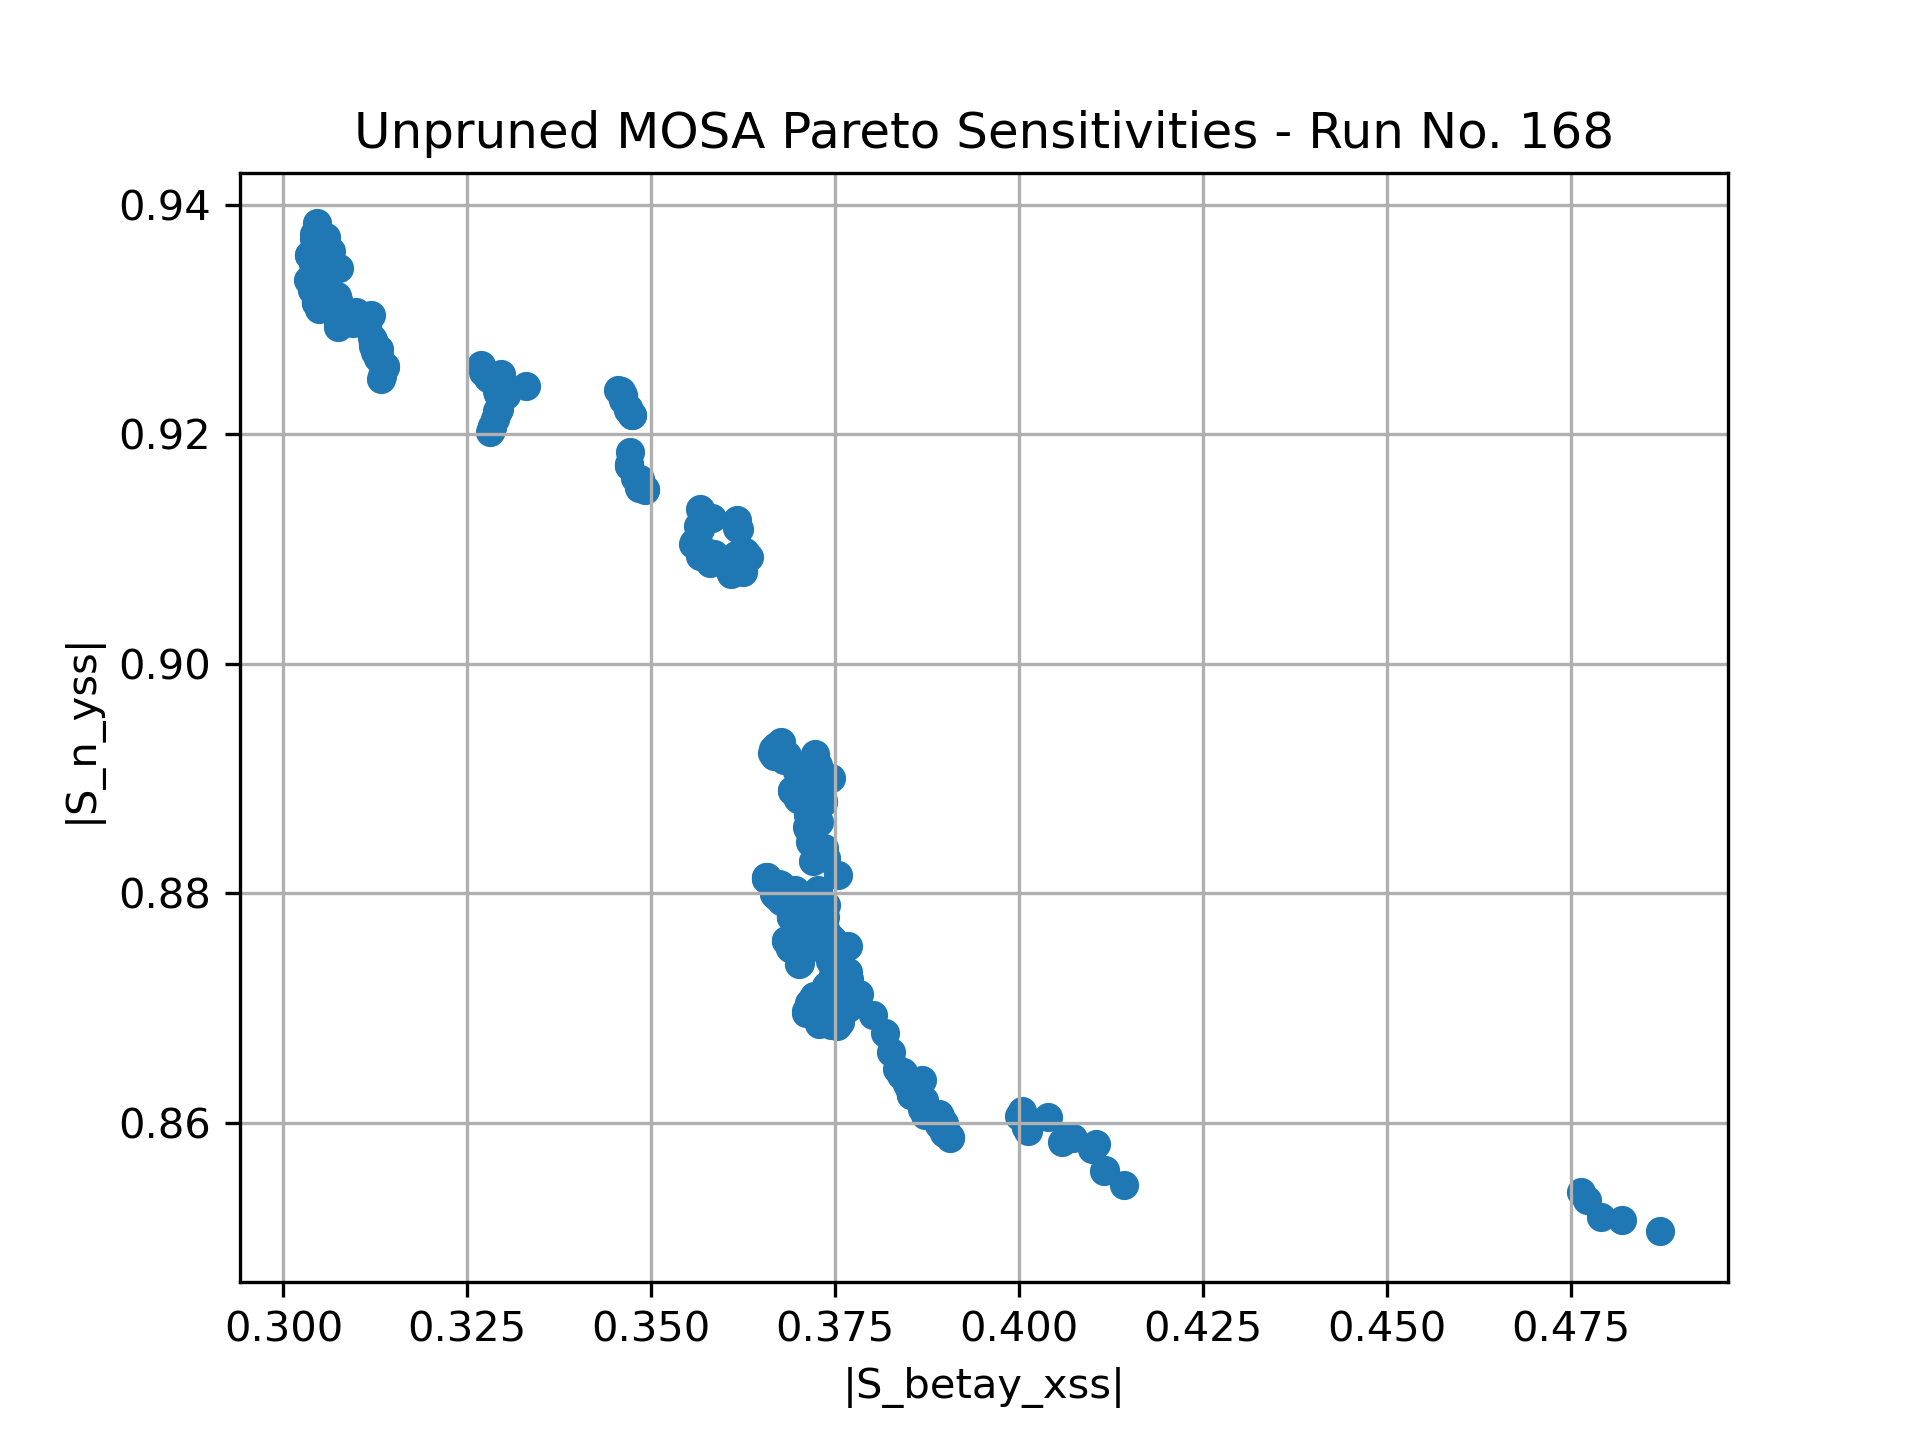 Unpruned MOSA Pareto Sensitivities - Run No. 168
0.94
0.92
0.90
0.88
0.86
|S_n_yss|
0.300 0.325 0.350 0.375 0.400 0.425 0.450 0.475
|S_betay_xss|